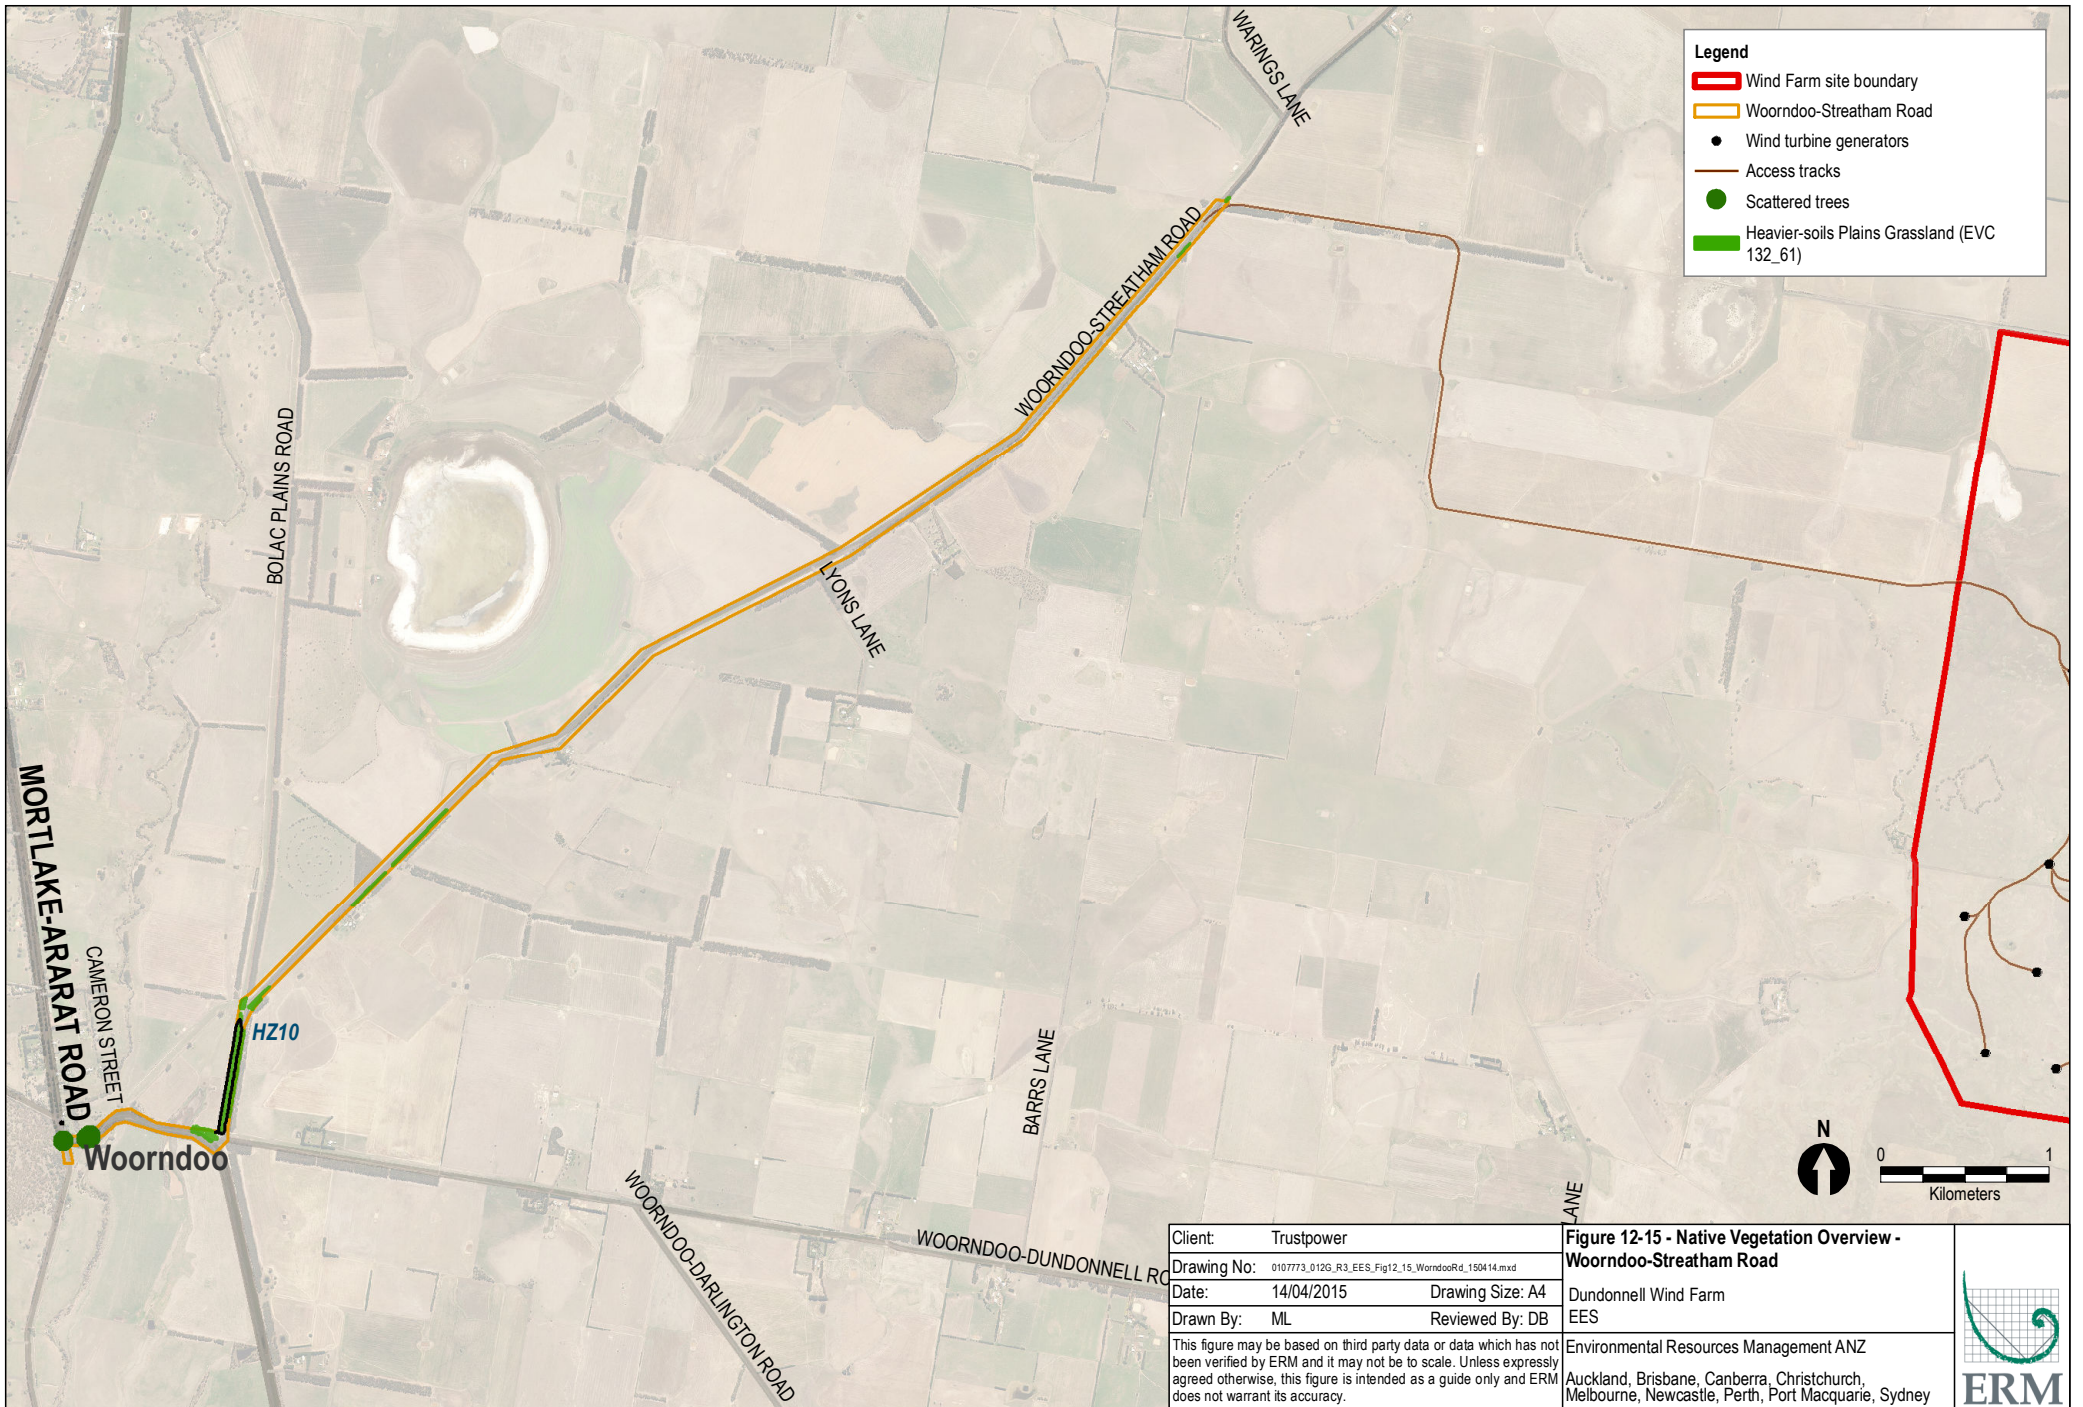 WARINGS LANE
Legend
Wind Farm site boundary
Woorndoo-Streatham Road
Wind turbine generators
Access tracks
Scattered trees
Heavier-soils Plains Grassland (EVC
132_61)
WOORNDOO-STREATHAM ROAD
BOLAC PLAINS ROAD
LYONS LANE
MORTLAKE-ARARAT ROAD
CAMERON STREET
HZ10
BARRS LANE
Woorndoo
WOORNDOO-DARLINGTON ROAD
WOORNDOO-DUNDONNELL RO
LANE
N
0 1
Kilometers
Client: Trustpower
Drawing No: 0107773_012G_R3_EES_Fig12_15_WorndooRd_150414.mxd
Date: 14/04/2015 Drawing Size: A4
Drawn By: ML Reviewed By: DB
This figure may be based on third party data or data which has not
been verified by ERM and it may not be to scale. Unless expressly
agreed otherwise, this figure is intended as a guide only and ERM
does not warrant its accuracy.
Figure 12-15 - Native Vegetation Overview -
Woorndoo-Streatham Road
Dundonnell Wind Farm
EES
Environmental Resources Management ANZ
Auckland, Brisbane, Canberra, Christchurch,
Melbourne, Newcastle, Perth, Port Macquarie, Sydney
ERM